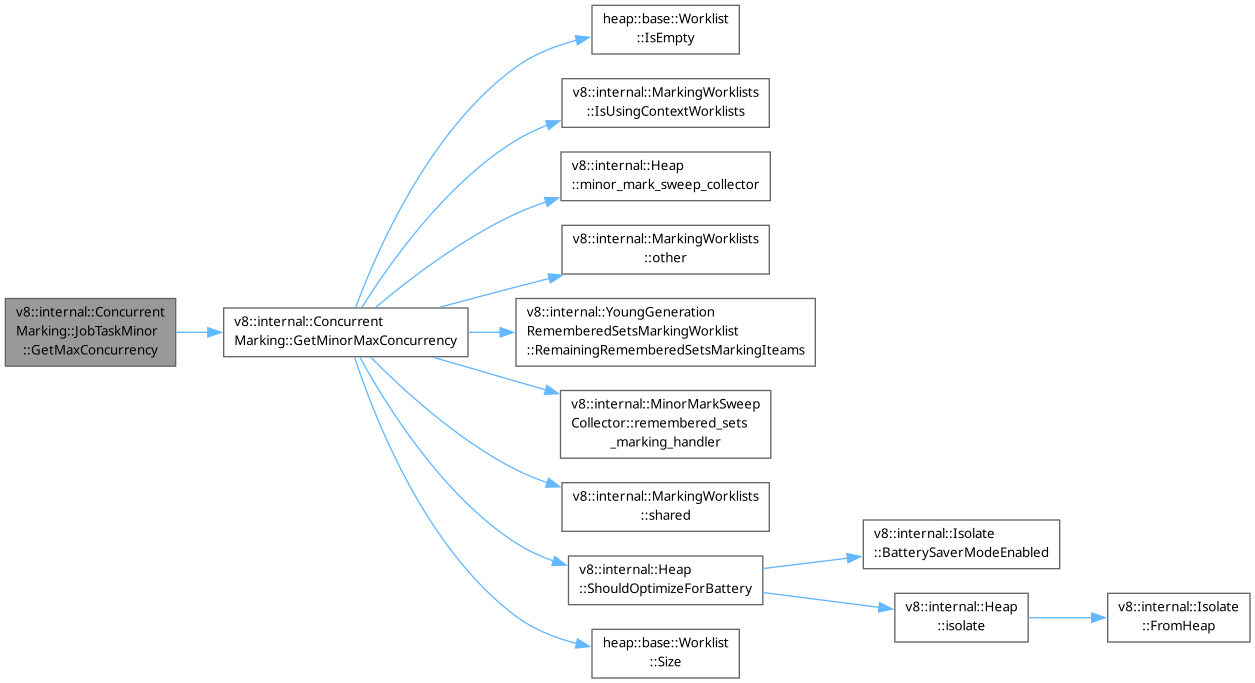 v8::internal::Concurrent
Marking::JobTaskMinor
::GetMaxConcurrency
v8::internal::Concurrent
Marking::GetMinorMaxConcurrency
heap::base::Worklist
::IsEmpty
v8::internal::MarkingWorklists
::IsUsingContextWorklists
v8::internal::Heap
::minor_mark_sweep_collector
v8::internal::MarkingWorklists
::other
v8::internal::YoungGeneration
RememberedSetsMarkingWorklist
::RemainingRememberedSetsMarkingIteams
v8::internal::MinorMarkSweep
Collector::remembered_sets
_marking_handler
v8::internal::MarkingWorklists
::shared
v8::internal::Heap
::ShouldOptimizeForBattery
heap::base::Worklist
::Size
v8::internal::Isolate
::BatterySaverModeEnabled
v8::internal::Heap
::isolate
v8::internal::Isolate
::FromHeap